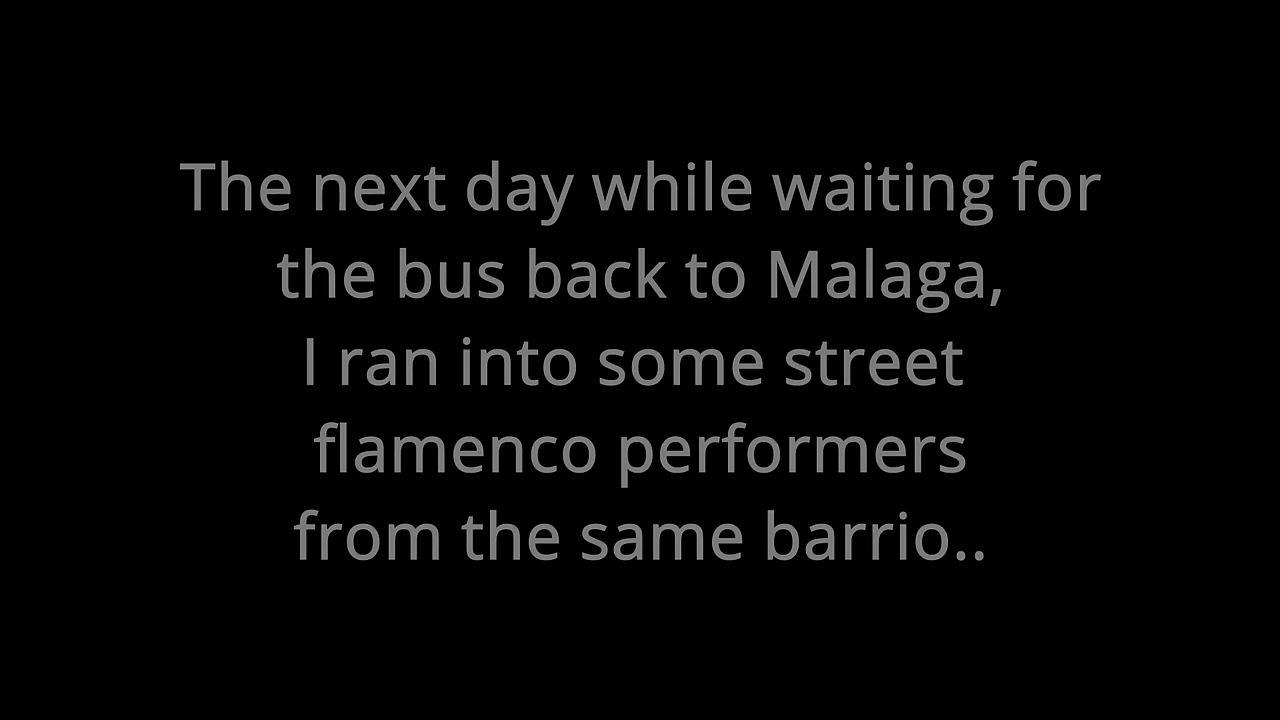 The next day while waiting for
the bus back to Malaga,
I ran into some street
flamenco performers
from the same barrio..